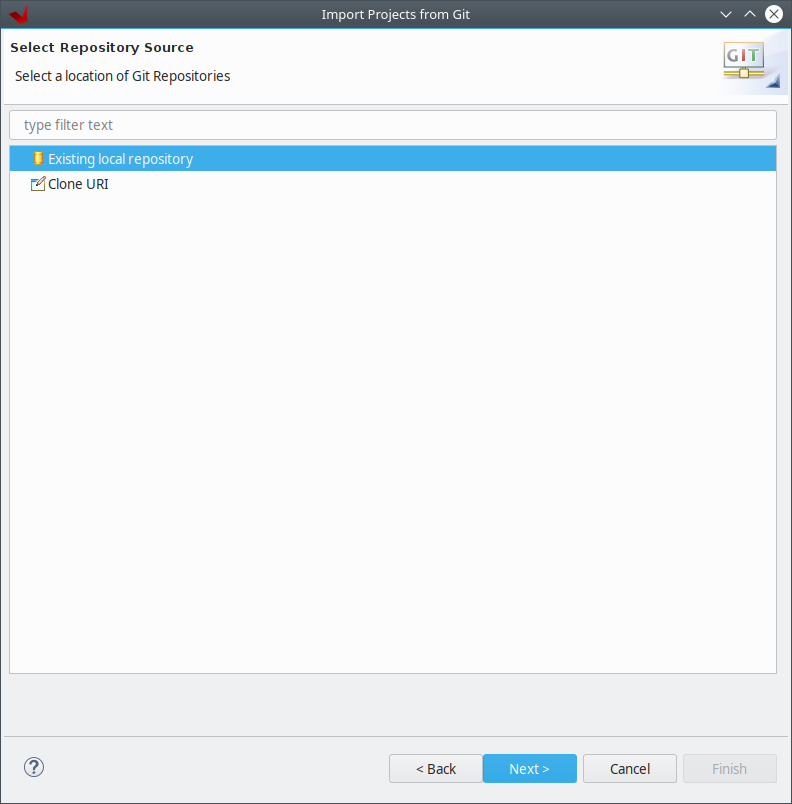 Import Projects from Git
Select Repository Source
Select a location of Git Repositories
GIT
type filter text
Existing local repository
Clone URI
?
< Back
Next >
Cancel
Finish